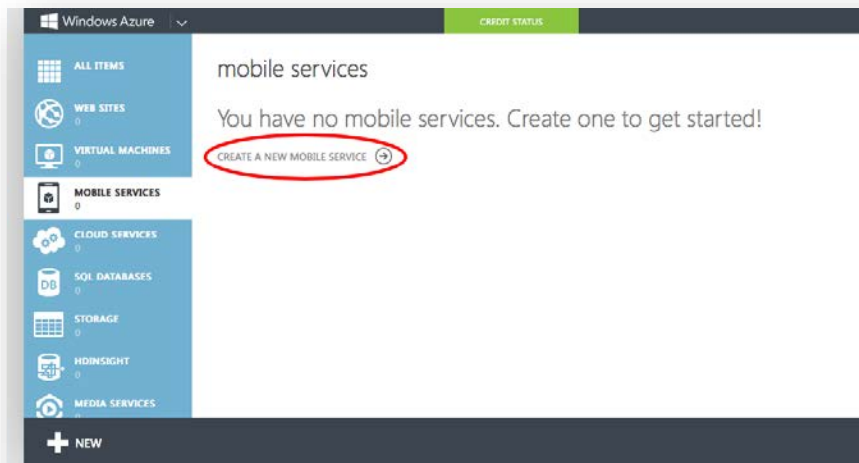 Windows Azure
CREDIT STATUS
ALL ITEMS
WEB SITES
0
VIRTUAL MACHINES
0
MOBILE SERVICES
0
CLOUD SERVICES
0
DB
SQL DATABASES
0
STORAGE
0
HDINSIGHT
0
MEDIA SERVICES
NEW
mobile services
You have no mobile services. Create one to get started!
CREATE A NEW MOBILE SERVICE